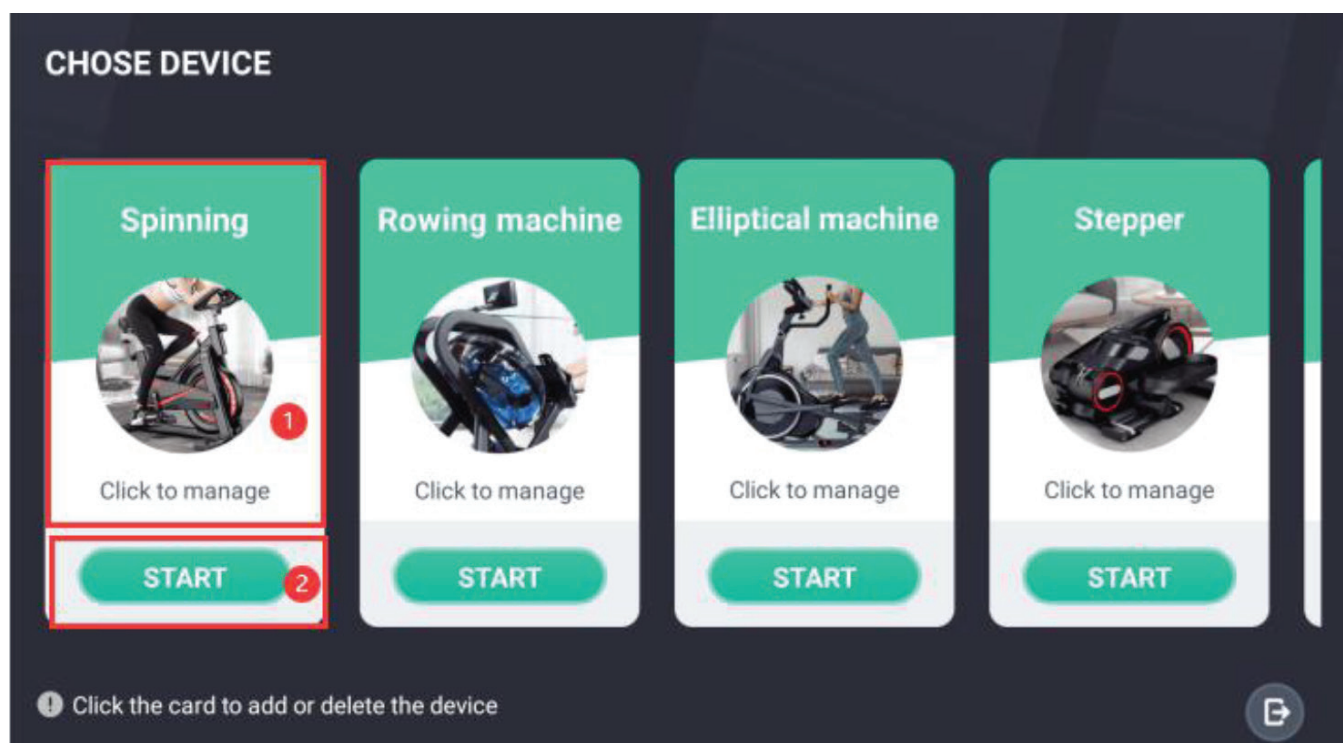 CHOSE DEVICE
Spinning
Rowing machine
Elliptical machine
Stepper
1
Click to manage
Click to manage
Click to manage
Click to manage
START
2
START
START
START
Click the card to add or delete the device